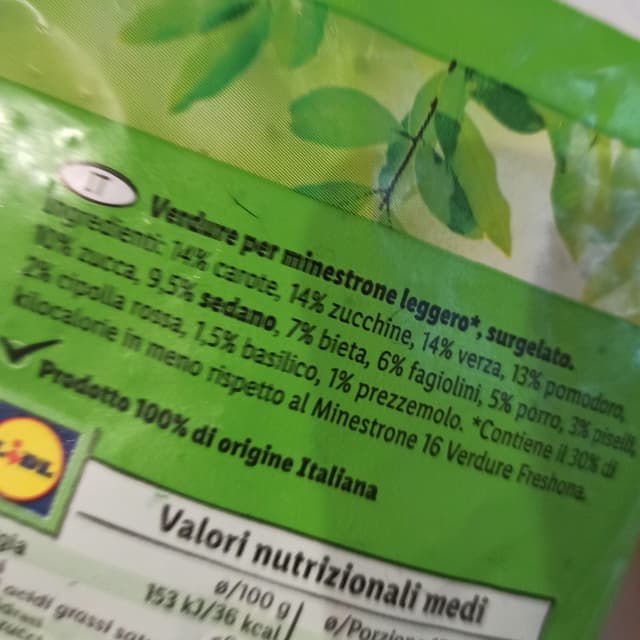 IT
Verdure per minestrone leggero*, surgelato.
Ingredienti: 14% carote, 14% zucchine, 14% verza, 13% pomodoro,
10% zucca, 9,5% sedano, 7% bieta, 6% fagiolini, 5% porro, 3% piselli,
2% cipolla rossa, 1,5% basilico, 1% prezzemolo. *Contiene il 30% di
kilocalorie in meno rispetto al Minestrone 16 Verdure Freshona.
Prodotto 100% di origine Italiana
LIDL
Valori nutrizionali medi
ø/100 g ø/Porzione
153 kJ/36 kcal
acidi grassi